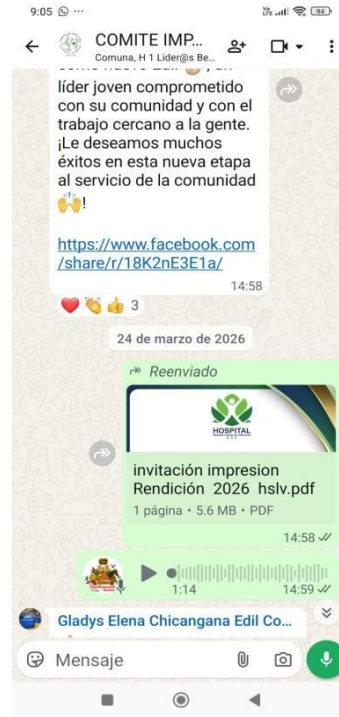 9:05
94
COMITE IMP...
Comuna, H 1 Lider@s Be...
líder joven comprometido
con su comunidad y con el
trabajo cercano a la gente.
¡Le deseamos muchos
éxitos en esta nueva etapa
al servicio de la comunidad
🙌!
https://www.facebook.com
/share/r/18K2nE3E1a/
14:58
3
24 de marzo de 2026
Reenviado
HOSPITAL
invitación impresion
Rendición 2026 hslv.pdf
1 página • 5.6 MB • PDF
14:58
1:14
14:59
Gladys Elena Chicangana Edil Co...
Mensaje